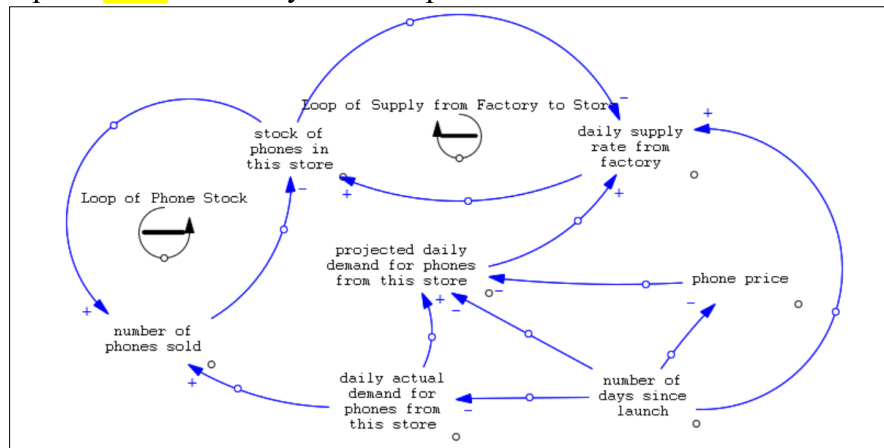 Loop of Supply from Factory to Store
−
+
stock of
phones in
this store
daily supply
rate from
factory
−
+
+
Loop of Phone Stock
projected daily
demand for phones
from this store
phone price
−
+
−
−
+
number of
phones sold
+
daily actual
demand for
phones from
this store
−
number of
days since
launch